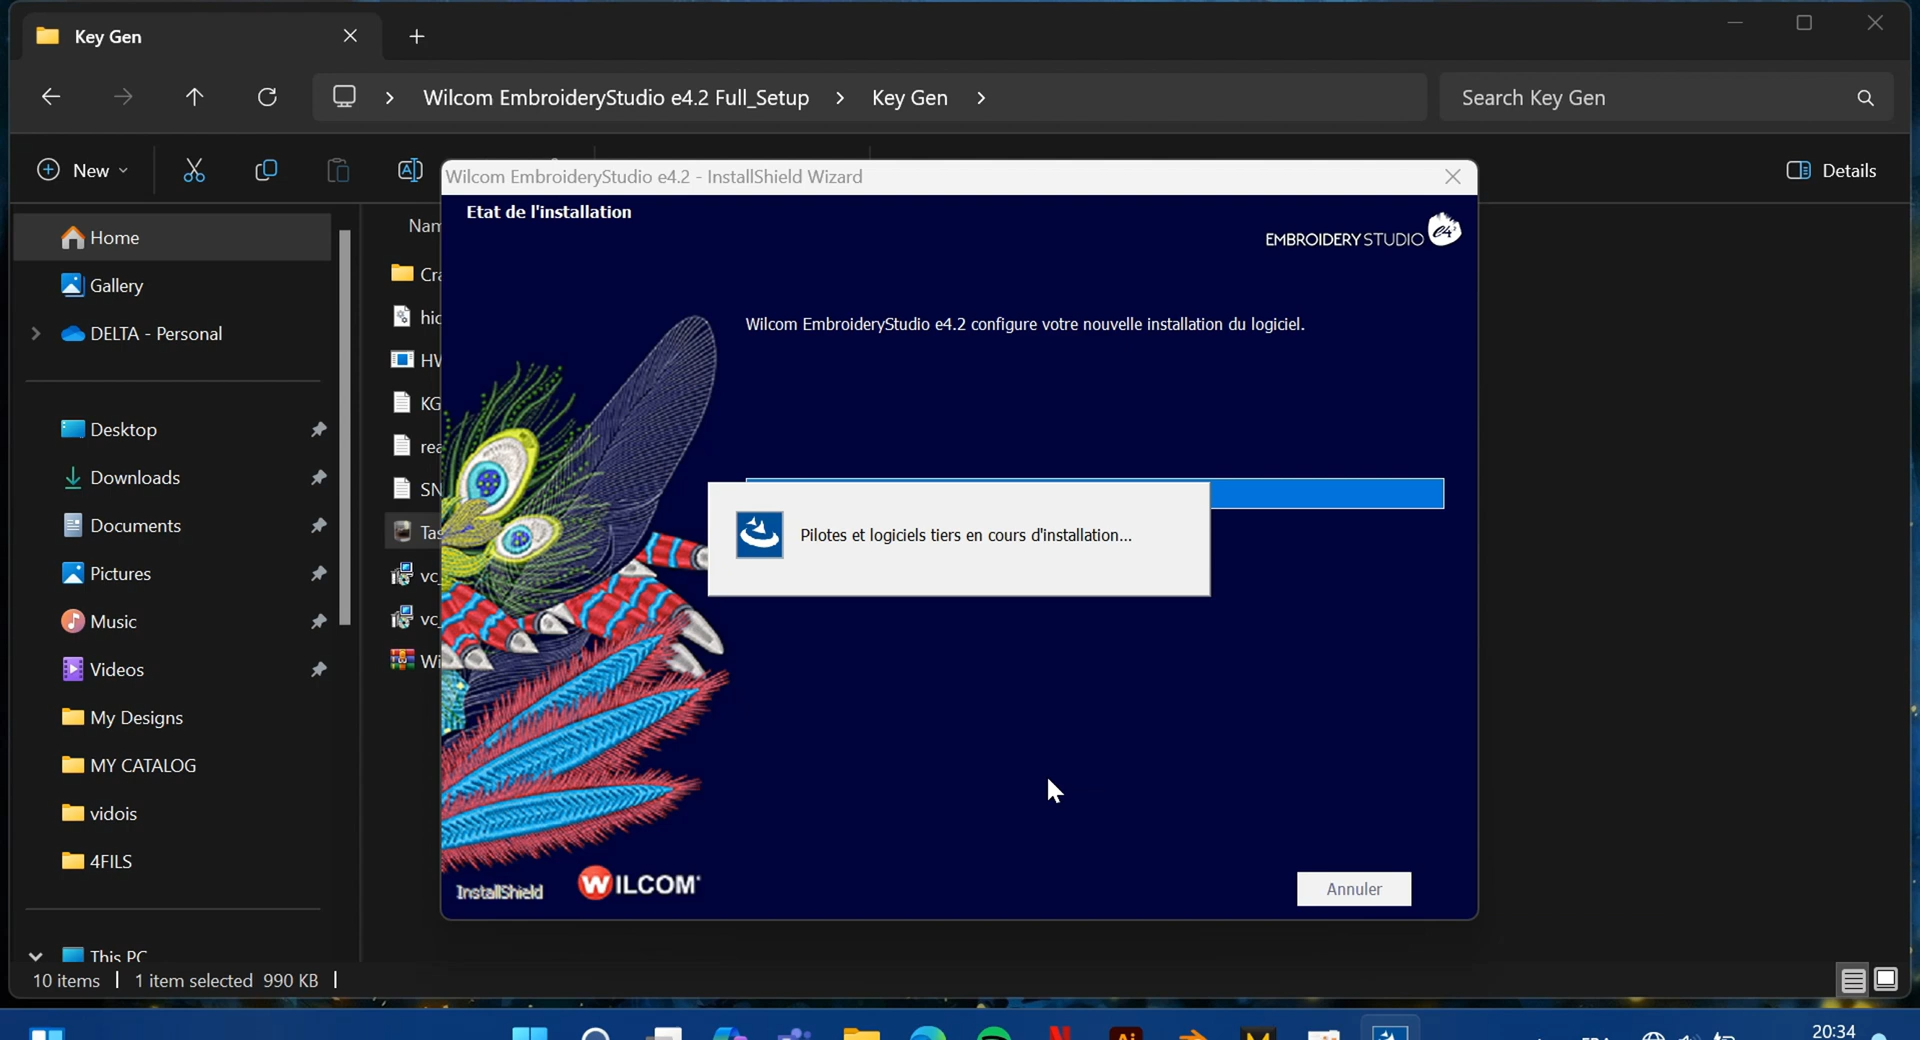 Key Gen
Wilcom EmbroideryStudio e4.2 Full_Setup
Key Gen
Search Key Gen
New
Details
Wilcom EmbroideryStudio e4.2 - InstallShield Wizard
Etat de l'installation
EMBROIDERYSTUDIO e4²
Home
Gallery
DELTA - Personal
Desktop
Downloads
Documents
Pictures
Music
Videos
My Designs
MY CATALOG
vidois
4FILS
This PC
Wilcom EmbroideryStudio e4.2 configure votre nouvelle installation du logiciel.
Pilotes et logiciels tiers en cours d'installation...
InstallShield
WILCOM
Annuler
10 items
1 item selected 990 KB
20:34